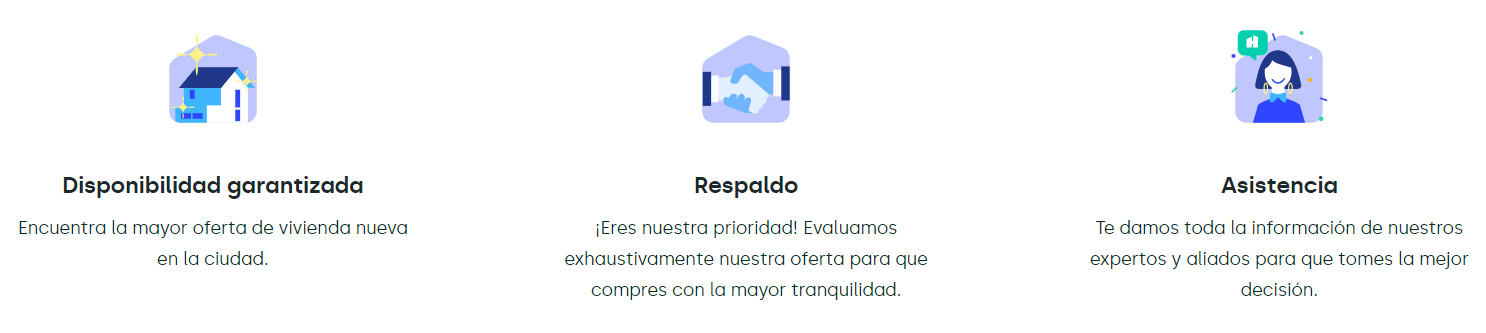 Disponibilidad garantizada
Encuentra la mayor oferta de vivienda nueva
en la ciudad.
Respaldo
¡Eres nuestra prioridad! Evaluamos
exhaustivamente nuestra oferta para que
compres con la mayor tranquilidad.
Asistencia
Te damos toda la información de nuestros
expertos y aliados para que tomes la mejor
decisión.